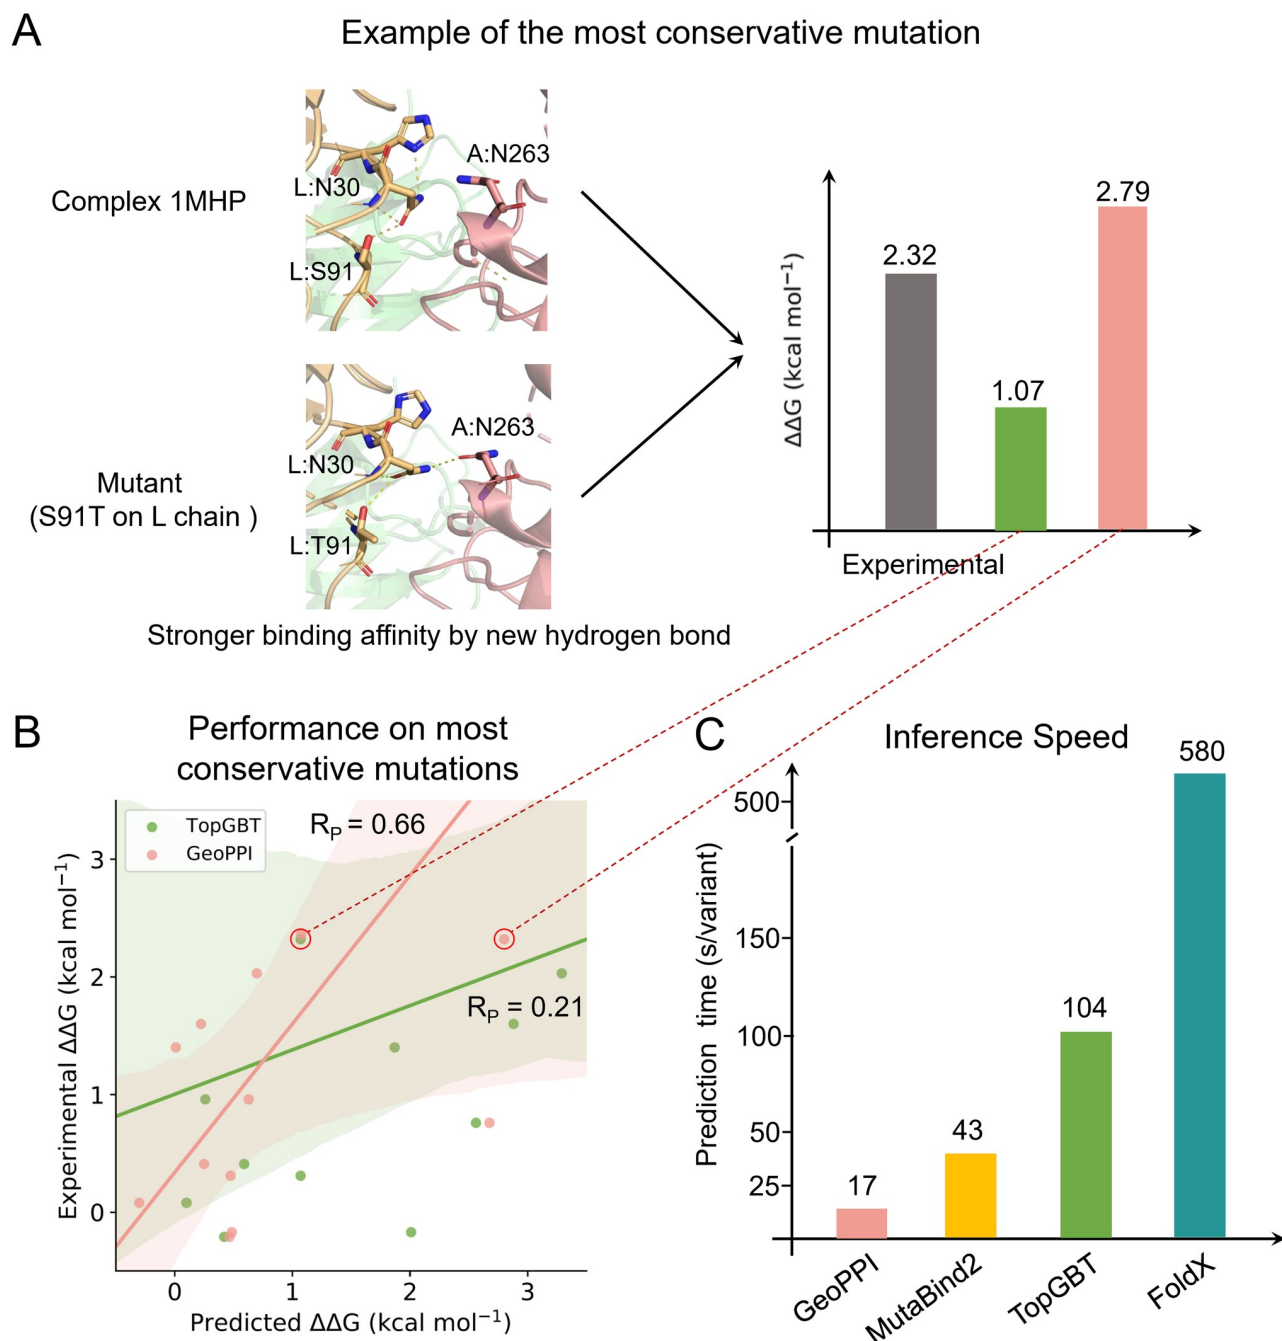 A
Example of the most conservative mutation
Complex 1MHP
A:N263
L:N30
L:S91
Mutant
(S91T on L chain )
A:N263
L:N30
L:T91
Stronger binding affinity by new hydrogen bond
ΔΔG (kcal mol⁻¹)
2.32
1.07
2.79
Experimental
B
Performance on most
conservative mutations
TopGBT
GeoPPI
R_P = 0.66
R_P = 0.21
Experimental ΔΔG (kcal mol⁻¹)
3
2
1
0
0
1
2
3
Predicted ΔΔG (kcal mol⁻¹)
C
Inference Speed
Prediction time (s/variant)
500
150
100
50
25
17
43
104
580
GeoPPI
MutaBind2
TopGBT
FoldX